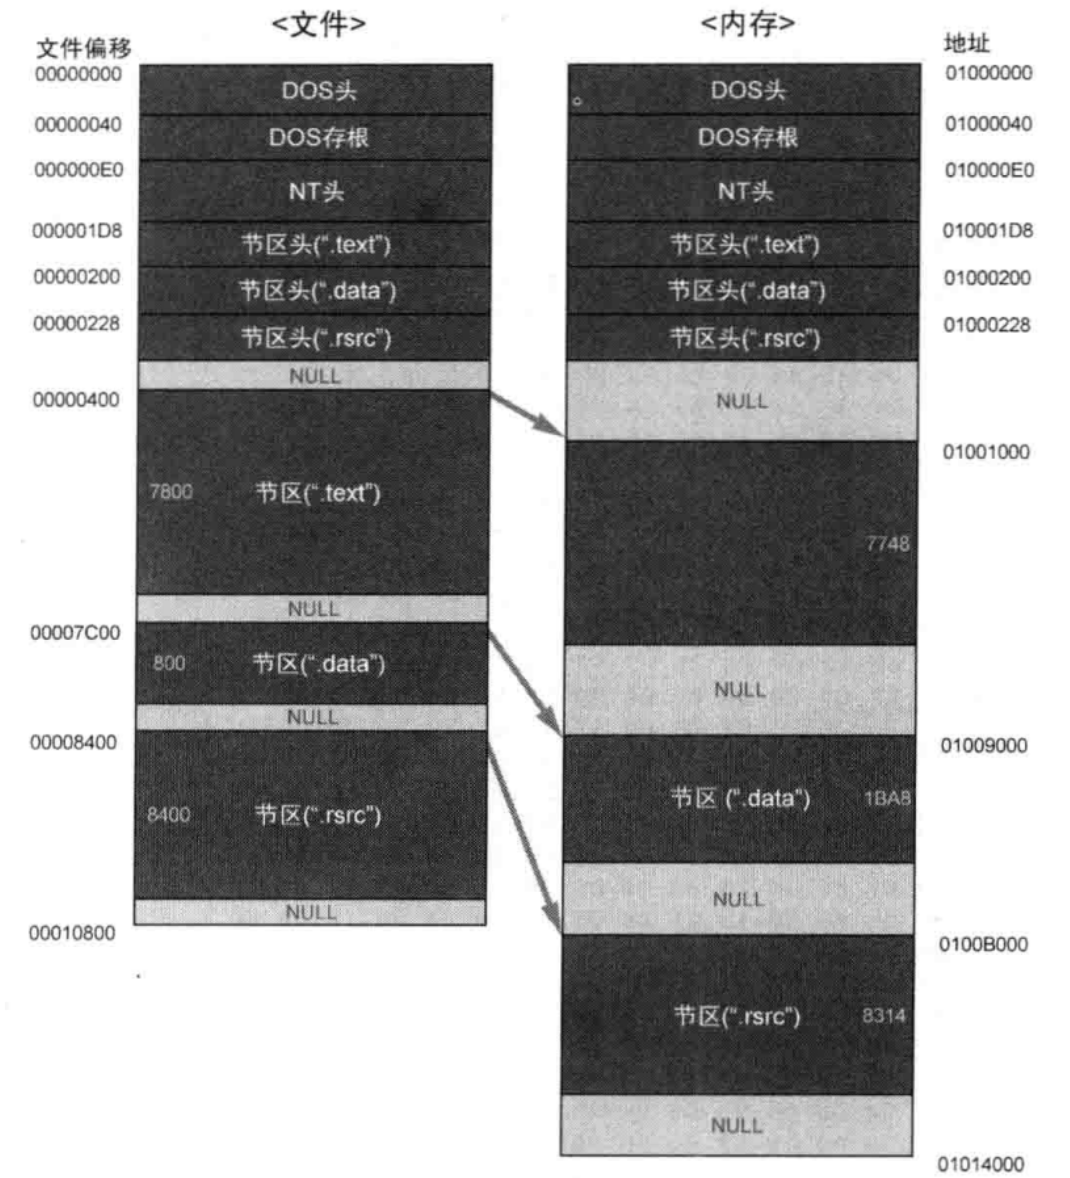 <文件>
<内存>
文件偏移
地址
00000000
DOS头
DOS头
01000000
00000040
DOS存根
DOS存根
01000040
000000E0
NT头
NT头
010000E0
000001D8
节区头(“.text”)
节区头(“.text”)
010001D8
00000200
节区头(“.data”)
节区头(“.data”)
01000200
00000228
节区头(“.rsrc”)
节区头(“.rsrc”)
01000228
NULL
NULL
00000400
01001000
7800
节区(“.text”)
7748
NULL
00007C00
800
节区(“.data”)
NULL
NULL
00008400
01009000
8400
节区(“.rsrc”)
节区 (“.data”)
1BA8
NULL
NULL
00010800
0100B000
节区(“.rsrc”)
8314
NULL
01014000